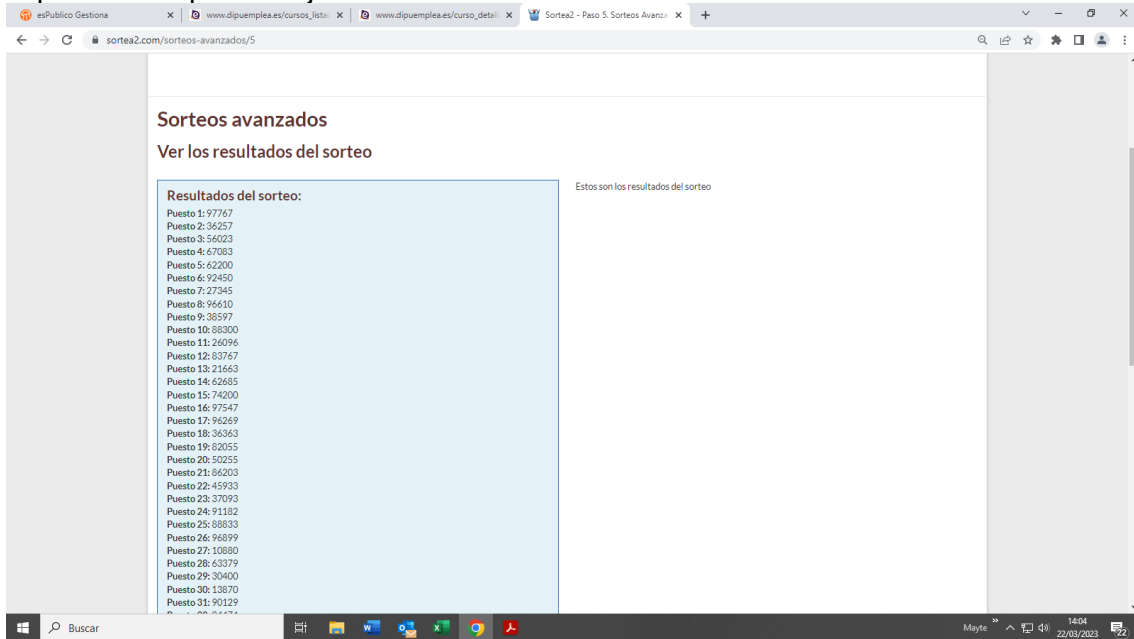 esPublico Gestiona
www.dipuemplea.es/cursos_lista
www.dipuemplea.es/curso_detall
Sortea2 - Paso 5. Sorteos Avanza
sortea2.com/sorteos-avanzados/5
Sorteos avanzados
Ver los resultados del sorteo
Resultados del sorteo:
Estos son los resultados del sorteo
Puesto 1: 97767
Puesto 2: 36257
Puesto 3: 56023
Puesto 4: 67083
Puesto 5: 62200
Puesto 6: 92450
Puesto 7: 27345
Puesto 8: 96610
Puesto 9: 38597
Puesto 10: 88300
Puesto 11: 26096
Puesto 12: 83767
Puesto 13: 21663
Puesto 14: 62685
Puesto 15: 74200
Puesto 16: 97547
Puesto 17: 96269
Puesto 18: 36363
Puesto 19: 82055
Puesto 20: 50255
Puesto 21: 86203
Puesto 22: 45933
Puesto 23: 37093
Puesto 24: 91182
Puesto 25: 88833
Puesto 26: 96899
Puesto 27: 10880
Puesto 28: 63379
Puesto 29: 30400
Puesto 30: 13870
Puesto 31: 90129
Buscar
Mayte
14:04
22/03/2023
22